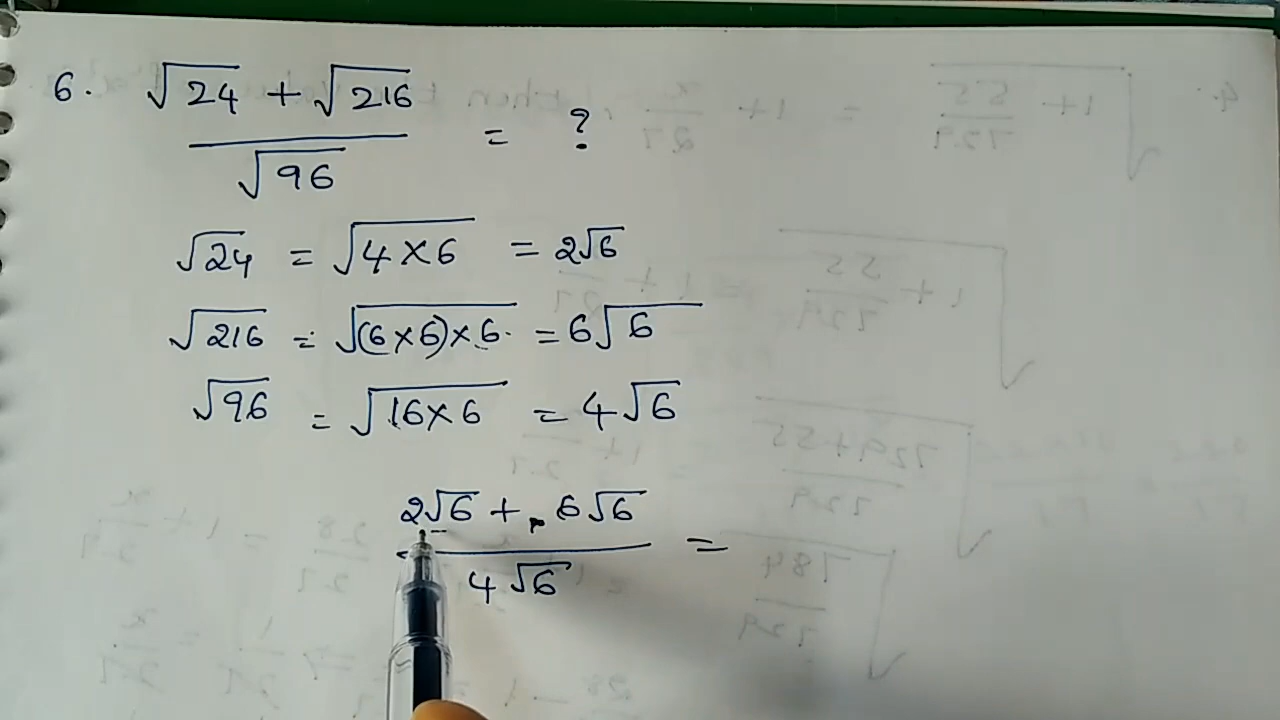 6. √24 + √216
= ?
√96
√24 = √4×6 = 2√6
√216 = √(6×6)×6 = 6√6
√96 = √16×6 = 4√6
2√6 + 6√6
=
4√6